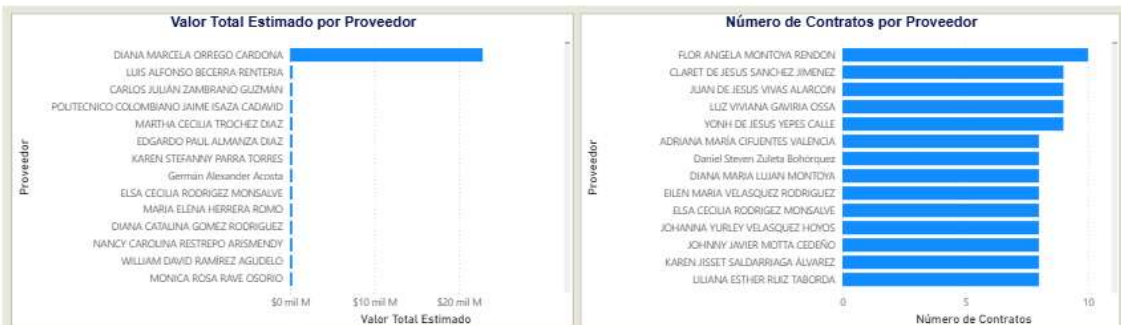 Valor Total Estimado por Proveedor
DIANA MARCELA ORREGO CARDONA
LUIS ALFONSO BECERRA RENTERIA
CARLOS JULIÁN ZAMBRANO GUZMÁN
POLITECNICO COLOMBIANO JAIME ISAZA CADAVID
MARTHA CECILIA TROCHEZ DIAZ
EDGARDO PAUL ALMANZA DIAZ
KAREN STEFANNY PARRA TORRES
Germán Alexander Acosta
ELSA CECILIA RODRIGEZ MONSALVE
MARIA ELENA HERRERA ROMO
DIANA CATALINA GOMEZ RODRIGUEZ
NANCY CAROLINA RESTREPO ARISMENDY
WILLIAM DAVID RAMÍREZ AGUDELO
MONICA ROSA RAVE OSORIO
Proveedor
$0 mil M $10 mil M $20 mil M
Valor Total Estimado
Número de Contratos por Proveedor
FLOR ANGELA MONTOYA RENDON
CLARET DE JESUS SANCHEZ JIMENEZ
JUAN DE JESUS VIVAS ALARCON
LUZ VIVIANA GAVIRIA OSSA
YONH DE JESUS YEPES CALLE
ADRIANA MARÍA CIFUENTES VALENCIA
Daniel Steven Zuleta Bohorquez
DIANA MARIA LUJAN MONTOYA
EILEN MARIA VELASQUEZ RODRIGUEZ
ELSA CECILIA RODRIGEZ MONSALVE
JOHANNA YURLEY VELASQUEZ HOYOS
JOHNNY JAVIER MOTTA CEDEÑO
KAREN JISSET SALDARRIAGA ÁLVAREZ
LILIANA ESTHER RUIZ TABORDA
Proveedor
0 5 10
Número de Contratos